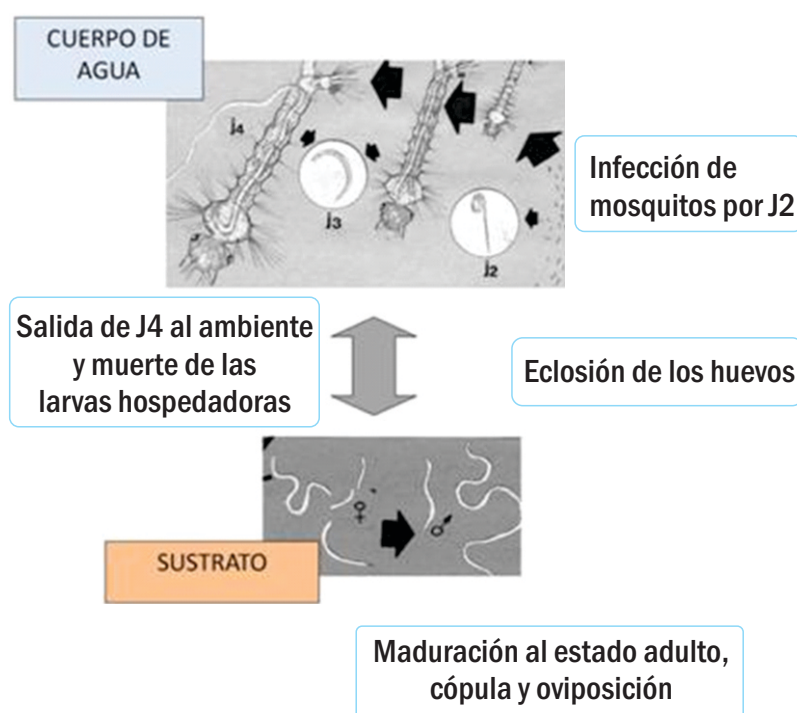 CUERPO DE
AGUA
j4
j3
j2
Infección de
mosquitos por J2
Salida de J4 al ambiente
y muerte de las
larvas hospedadoras
Eclosión de los huevos
♀
♂
SUSTRATO
Maduración al estado adulto,
cópula y oviposición